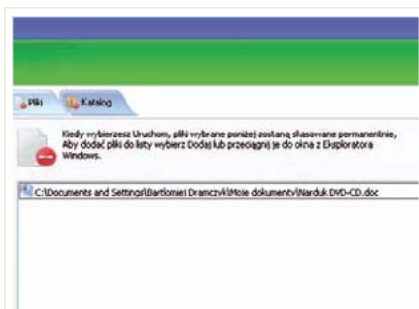 Pliki
Katalog
Kiedy wybierzesz Uruchom, pliki wybrane poniżej zostaną skasowane permanentnie,
Aby dodać pliki do listy wybierz Dodaj lub przeciągnij je do okna z Eksploratora
Windows.
C:\Documents and Settings\Bartłomiej Dramczyk\Moje dokumenty\Narduk DVD-CD.doc